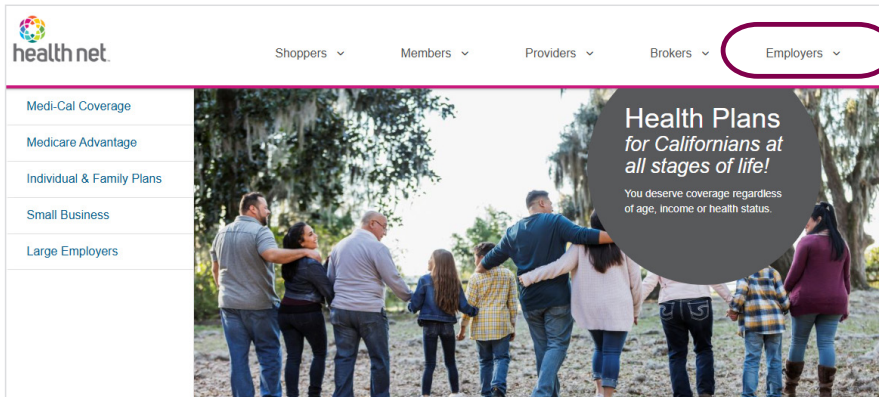 health net.
Shoppers
Members
Providers
Brokers
Employers
Medi-Cal Coverage
Medicare Advantage
Individual & Family Plans
Small Business
Large Employers
Health Plans
for Californians at
all stages of life!
You deserve coverage regardless
of age, income or health status.